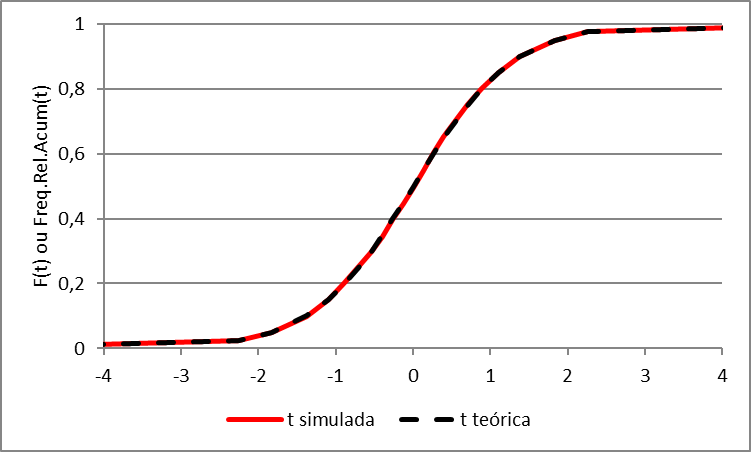 F(t) ou Freq.Rel.Acum(t)
1
0,8
0,6
0,4
0,2
0
-4 -3 -2 -1 0 1 2 3 4
t simulada t teórica